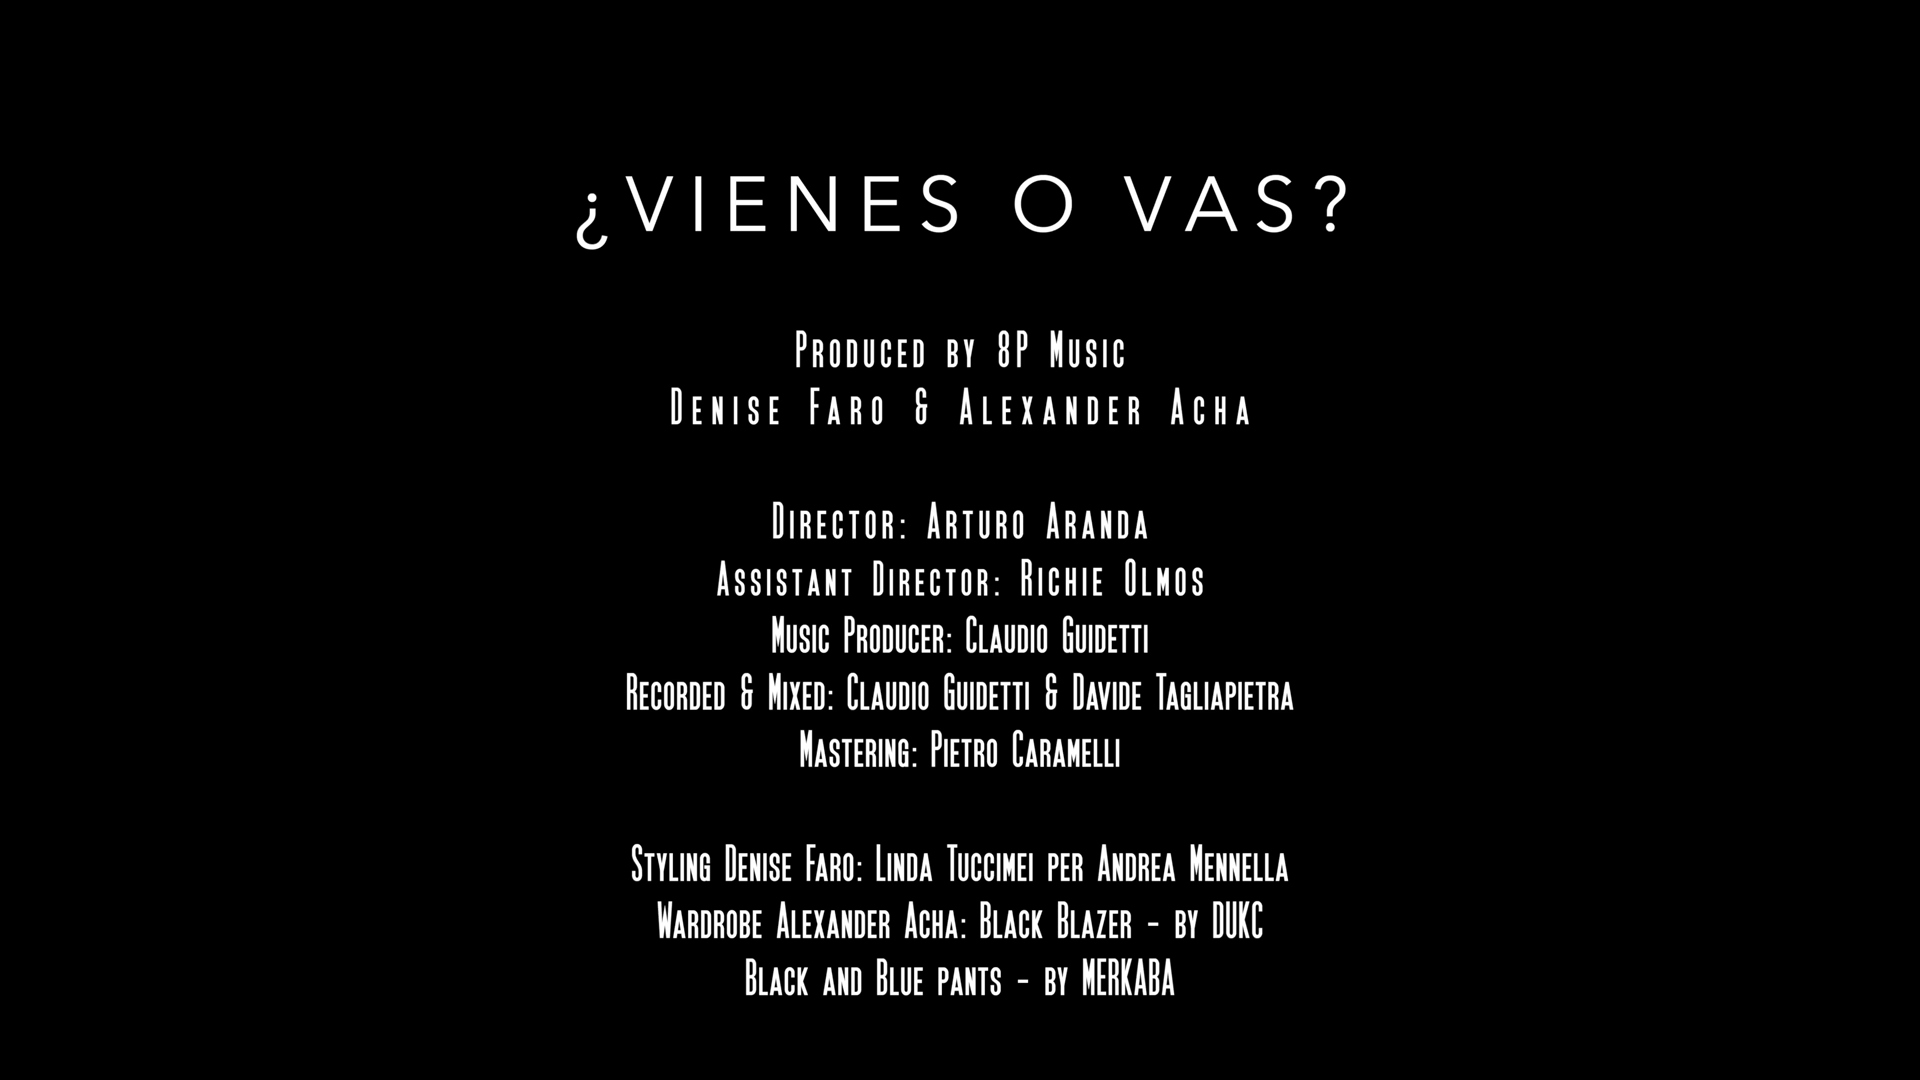 ¿VIENES O VAS?
Produced by 8P Music
Denise Faro & Alexander Acha
Director: Arturo Aranda
Assistant Director: Richie Olmos
Music Producer: Claudio Guidetti
Recorded & Mixed: Claudio Guidetti & Davide Tagliapietra
Mastering: Pietro Caramelli
Styling Denise Faro: Linda Tuccimei per Andrea Mennella
Wardrobe Alexander Acha: Black Blazer - by DUKC
Black and Blue pants - by MERKABA